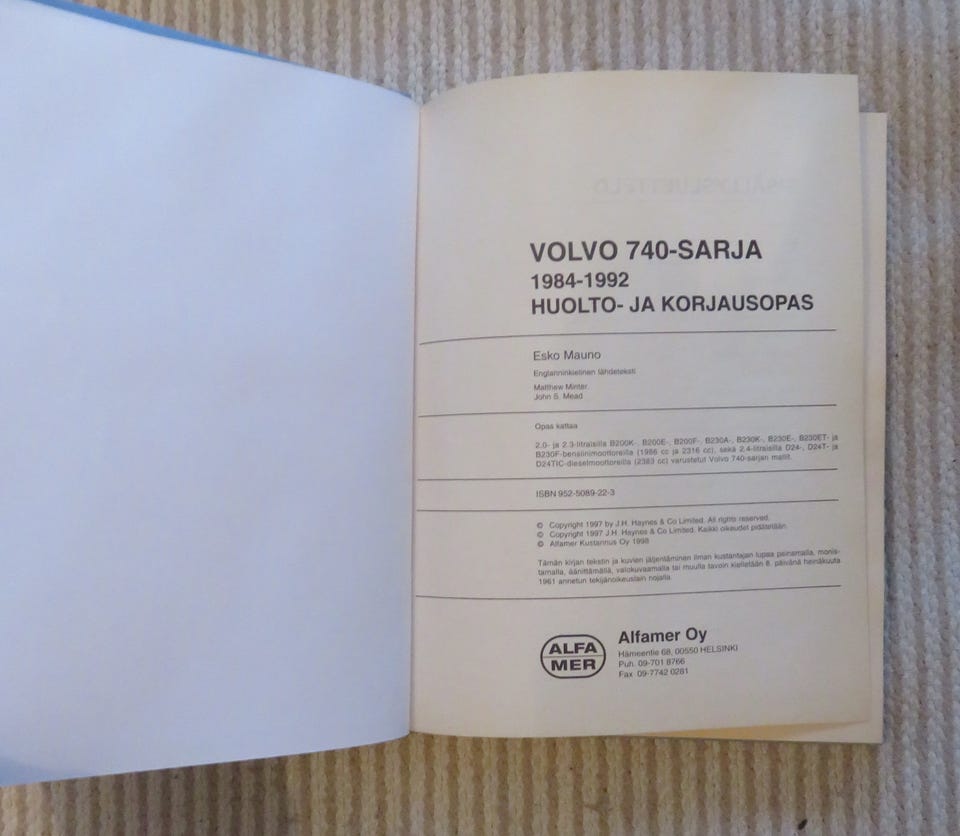 VOLVO 740-SARJA
1984-1992
HUOLTO- JA KORJAUSOPAS
Esko Mauno
Englanninkielinen lähdeteksti
Matthew Minter
John S. Mead
Opas kattaa
2.0- ja 2.3-litraisilla B200K-, B200E-, B200F-, B230A-, B230K-, B230E-, B230ET- ja
B230F-bensiinimoottoreilla (1986 cc ja 2316 cc), sekä 2.4-litraisilla D24-, D24T- ja
D24TIC-dieselmoottoreilla (2383 cc) varustetut Volvo 740-sarjan mallit.
ISBN 952-5089-22-3
© Copyright 1997 by J.H. Haynes & Co Limited. All rights reserved.
© Copyright 1997 J.H. Haynes & Co Limited. Kaikki oikeudet pidätetään.
© Alfamer Kustannus Oy 1998
Tämän kirjan tekstin ja kuvien jäljentäminen ilman kustantajan lupaa painamalla, monis-
tamalla, äänittämällä, valokuvaamalla tai muulla tavoin kielletään 8. päivänä heinäkuuta
1961 annetun tekijänoikeuslain nojalla.
ALFA
MER
Alfamer Oy
Hämeentie 68, 00550 HELSINKI
Puh. 09-701 8766
Fax 09-7742 0281